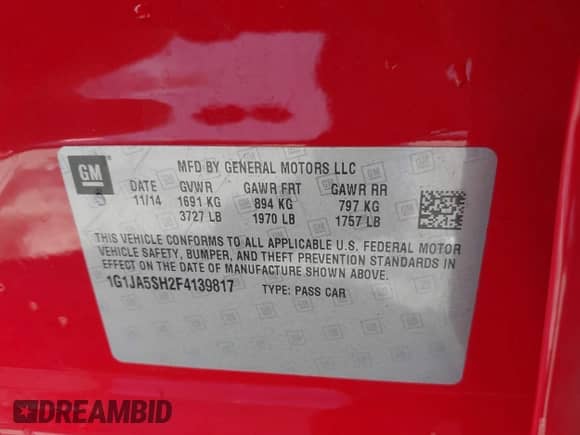 GM
MFD BY GENERAL MOTORS LLC
DATE GVWR GAWR FRT GAWR RR
11/14 1691 KG 894 KG 797 KG
3727 LB 1970 LB 1757 LB
THIS VEHICLE CONFORMS TO ALL APPLICABLE U.S. FEDERAL MOTOR
VEHICLE SAFETY, BUMPER, AND THEFT PREVENTION STANDARDS IN
EFFECT ON THE DATE OF MANUFACTURE SHOWN ABOVE.
1G1JA5SH2F4139817 TYPE: PASS CAR
DREAMBID